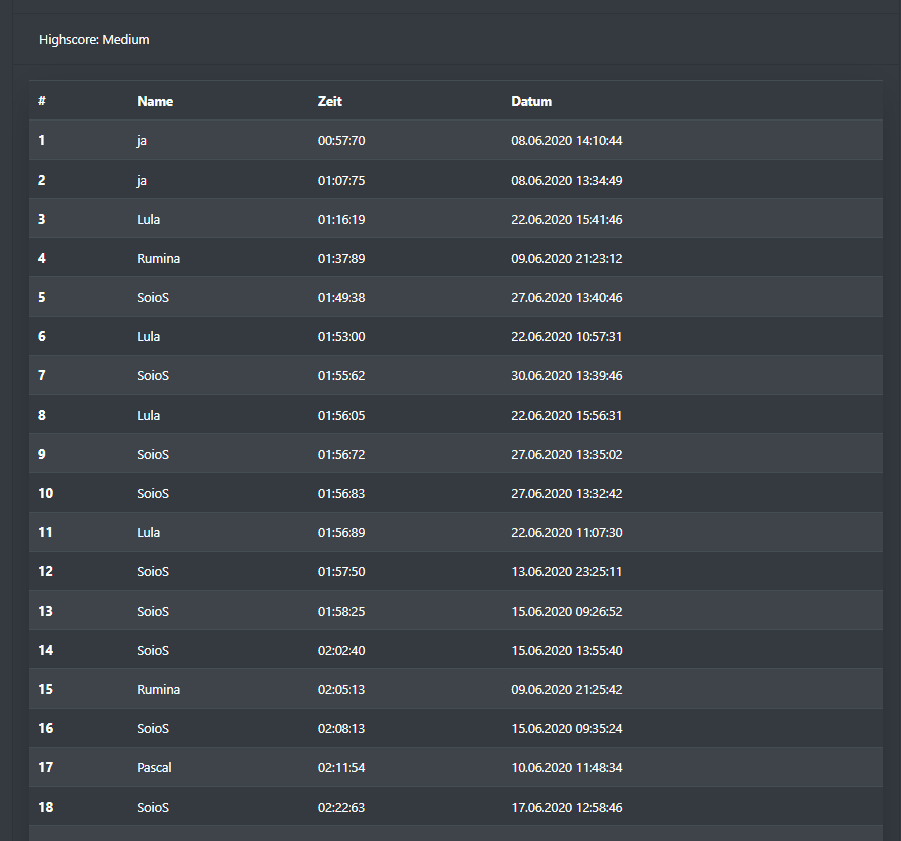 Highscore: Medium
# Name Zeit Datum
1 ja 00:57:70 08.06.2020 14:10:44
2 ja 01:07:75 08.06.2020 13:34:49
3 Lula 01:16:19 22.06.2020 15:41:46
4 Rumina 01:37:89 09.06.2020 21:23:12
5 SoioS 01:49:38 27.06.2020 13:40:46
6 Lula 01:53:00 22.06.2020 10:57:31
7 SoioS 01:55:62 30.06.2020 13:39:46
8 Lula 01:56:05 22.06.2020 15:56:31
9 SoioS 01:56:72 27.06.2020 13:35:02
10 SoioS 01:56:83 27.06.2020 13:32:42
11 Lula 01:56:89 22.06.2020 11:07:30
12 SoioS 01:57:50 13.06.2020 23:25:11
13 SoioS 01:58:25 15.06.2020 09:26:52
14 SoioS 02:02:40 15.06.2020 13:55:40
15 Rumina 02:05:13 09.06.2020 21:25:42
16 SoioS 02:08:13 15.06.2020 09:35:24
17 Pascal 02:11:54 10.06.2020 11:48:34
18 SoioS 02:22:63 17.06.2020 12:58:46